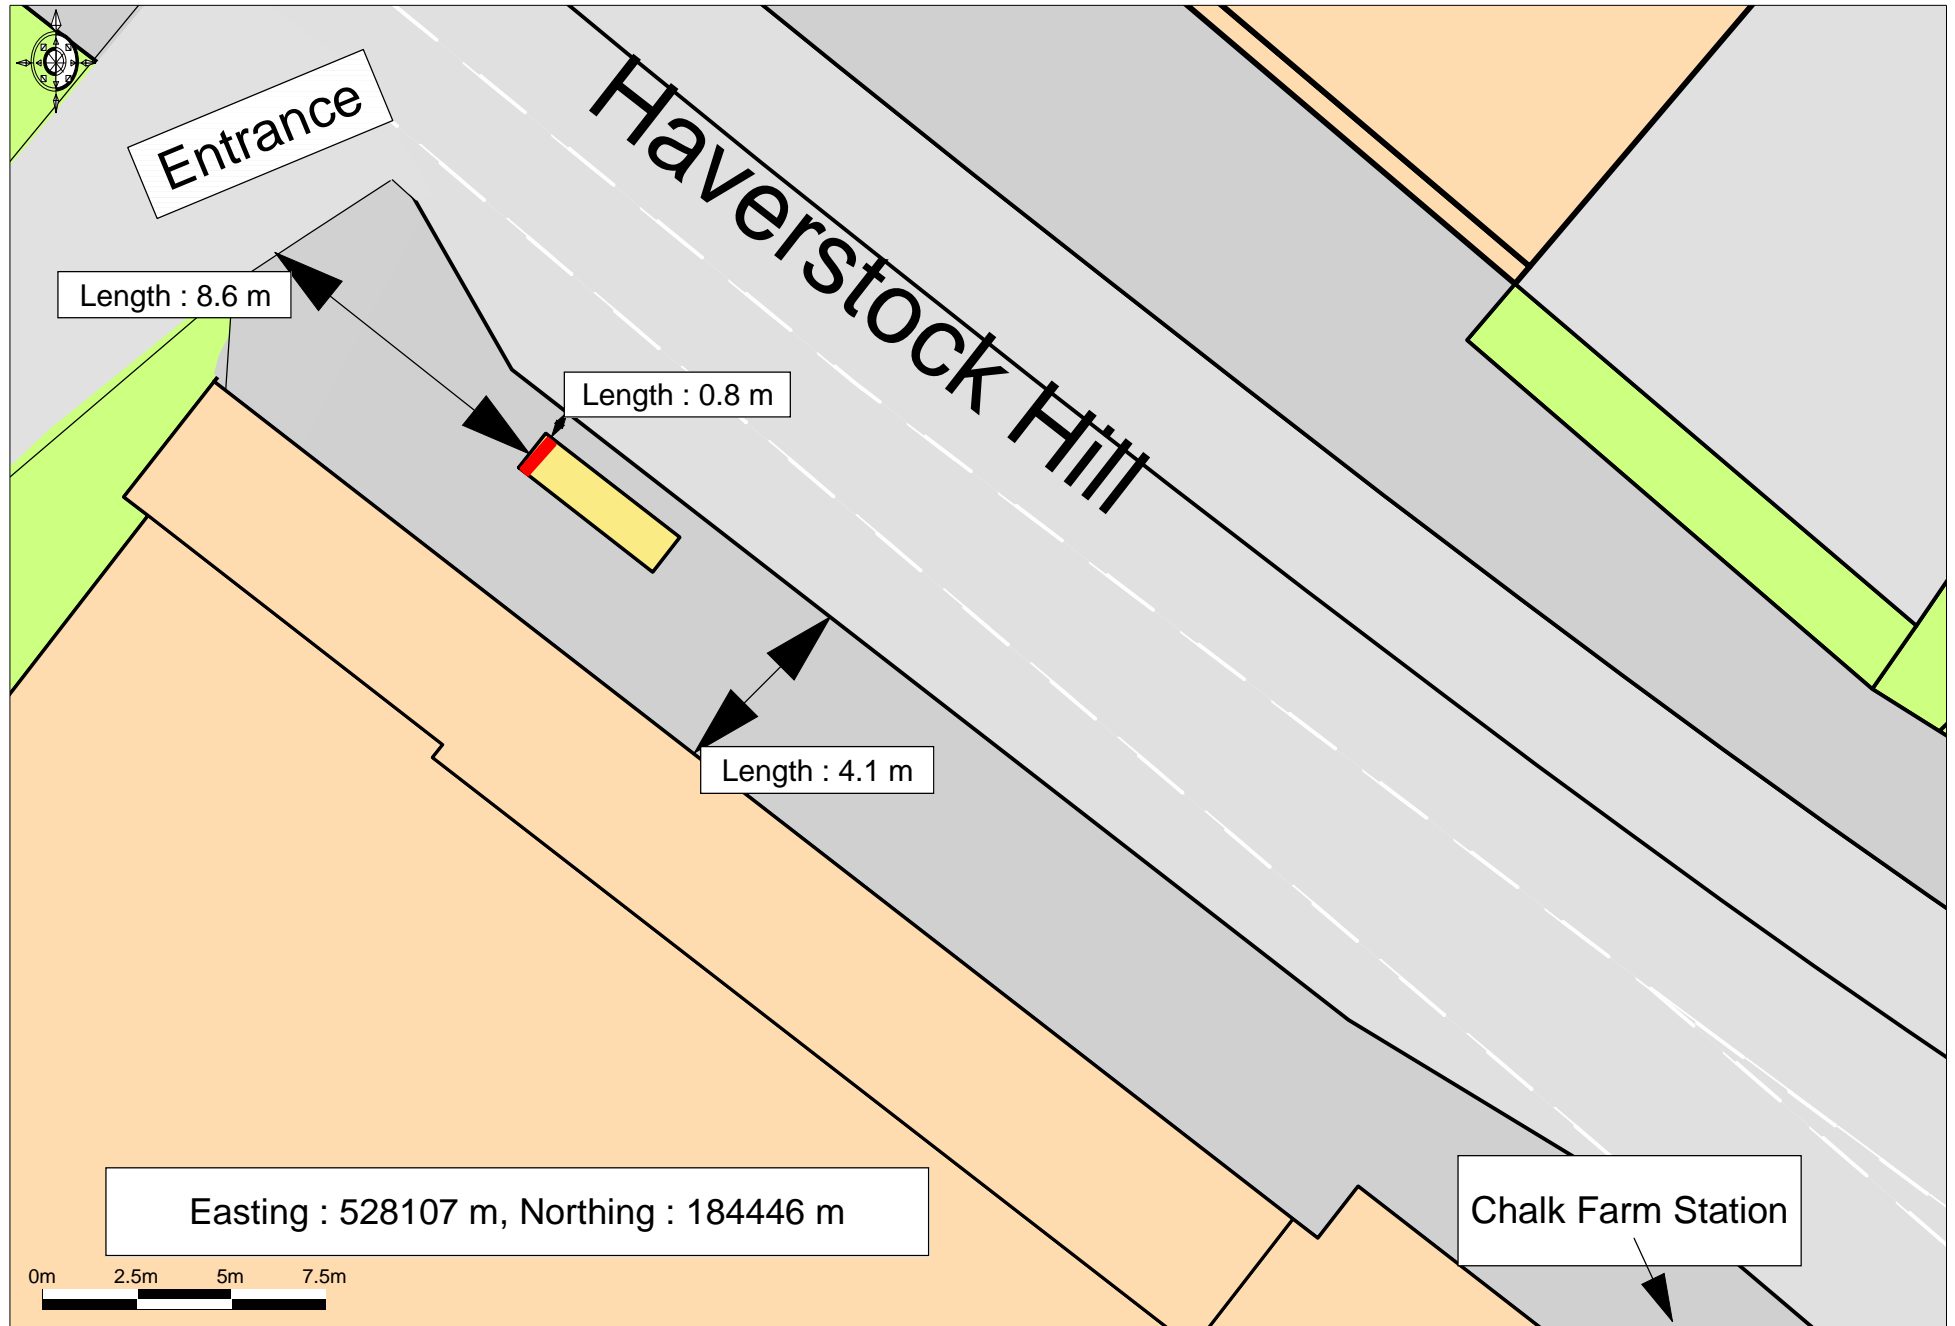 Entrance
Haverstock Hill
Length : 8.6 m
Length : 0.8 m
Length : 4.1 m
Easting : 528107 m, Northing : 184446 m
Chalk Farm Station
0m 2.5m 5m 7.5m